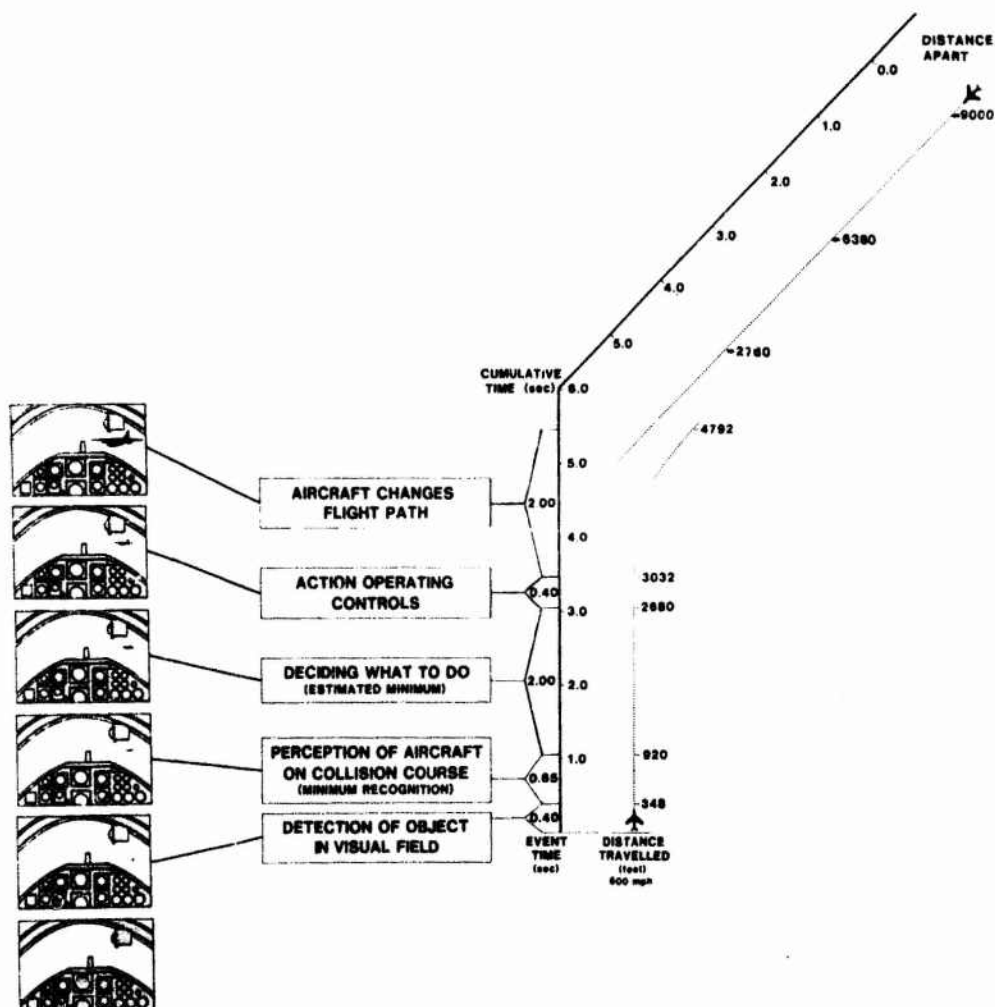 DISTANCE
APART
0.0
1.0
2.0
3.0
4.0
5.0
9000
6380
2760
4792
CUMULATIVE
TIME (sec)
6.0
5.0
4.0
3.0
2.0
1.0
AIRCRAFT CHANGES
FLIGHT PATH
2.00
ACTION OPERATING
CONTROLS
0.40
DECIDING WHAT TO DO
(ESTIMATED MINIMUM)
2.00
PERCEPTION OF AIRCRAFT
ON COLLISION COURSE
(MINIMUM RECOGNITION)
0.65
DETECTION OF OBJECT
IN VISUAL FIELD
0.40
3032
2680
920
348
EVENT
TIME
(sec)
DISTANCE
TRAVELLED
(feet)
600 mph